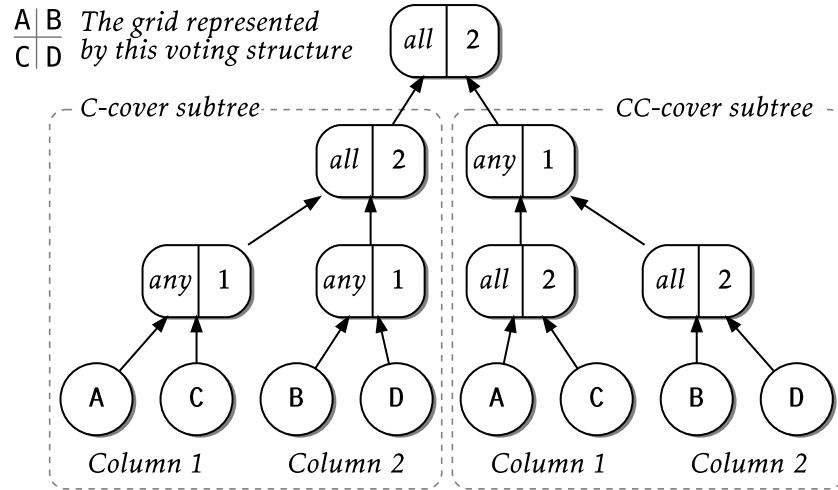 A B
C D
The grid represented
by this voting structure
all 2
C-cover subtree
CC-cover subtree
all 2
any 1
any 1
any 1
all 2
all 2
A
C
B
D
A
C
B
D
Column 1
Column 2
Column 1
Column 2